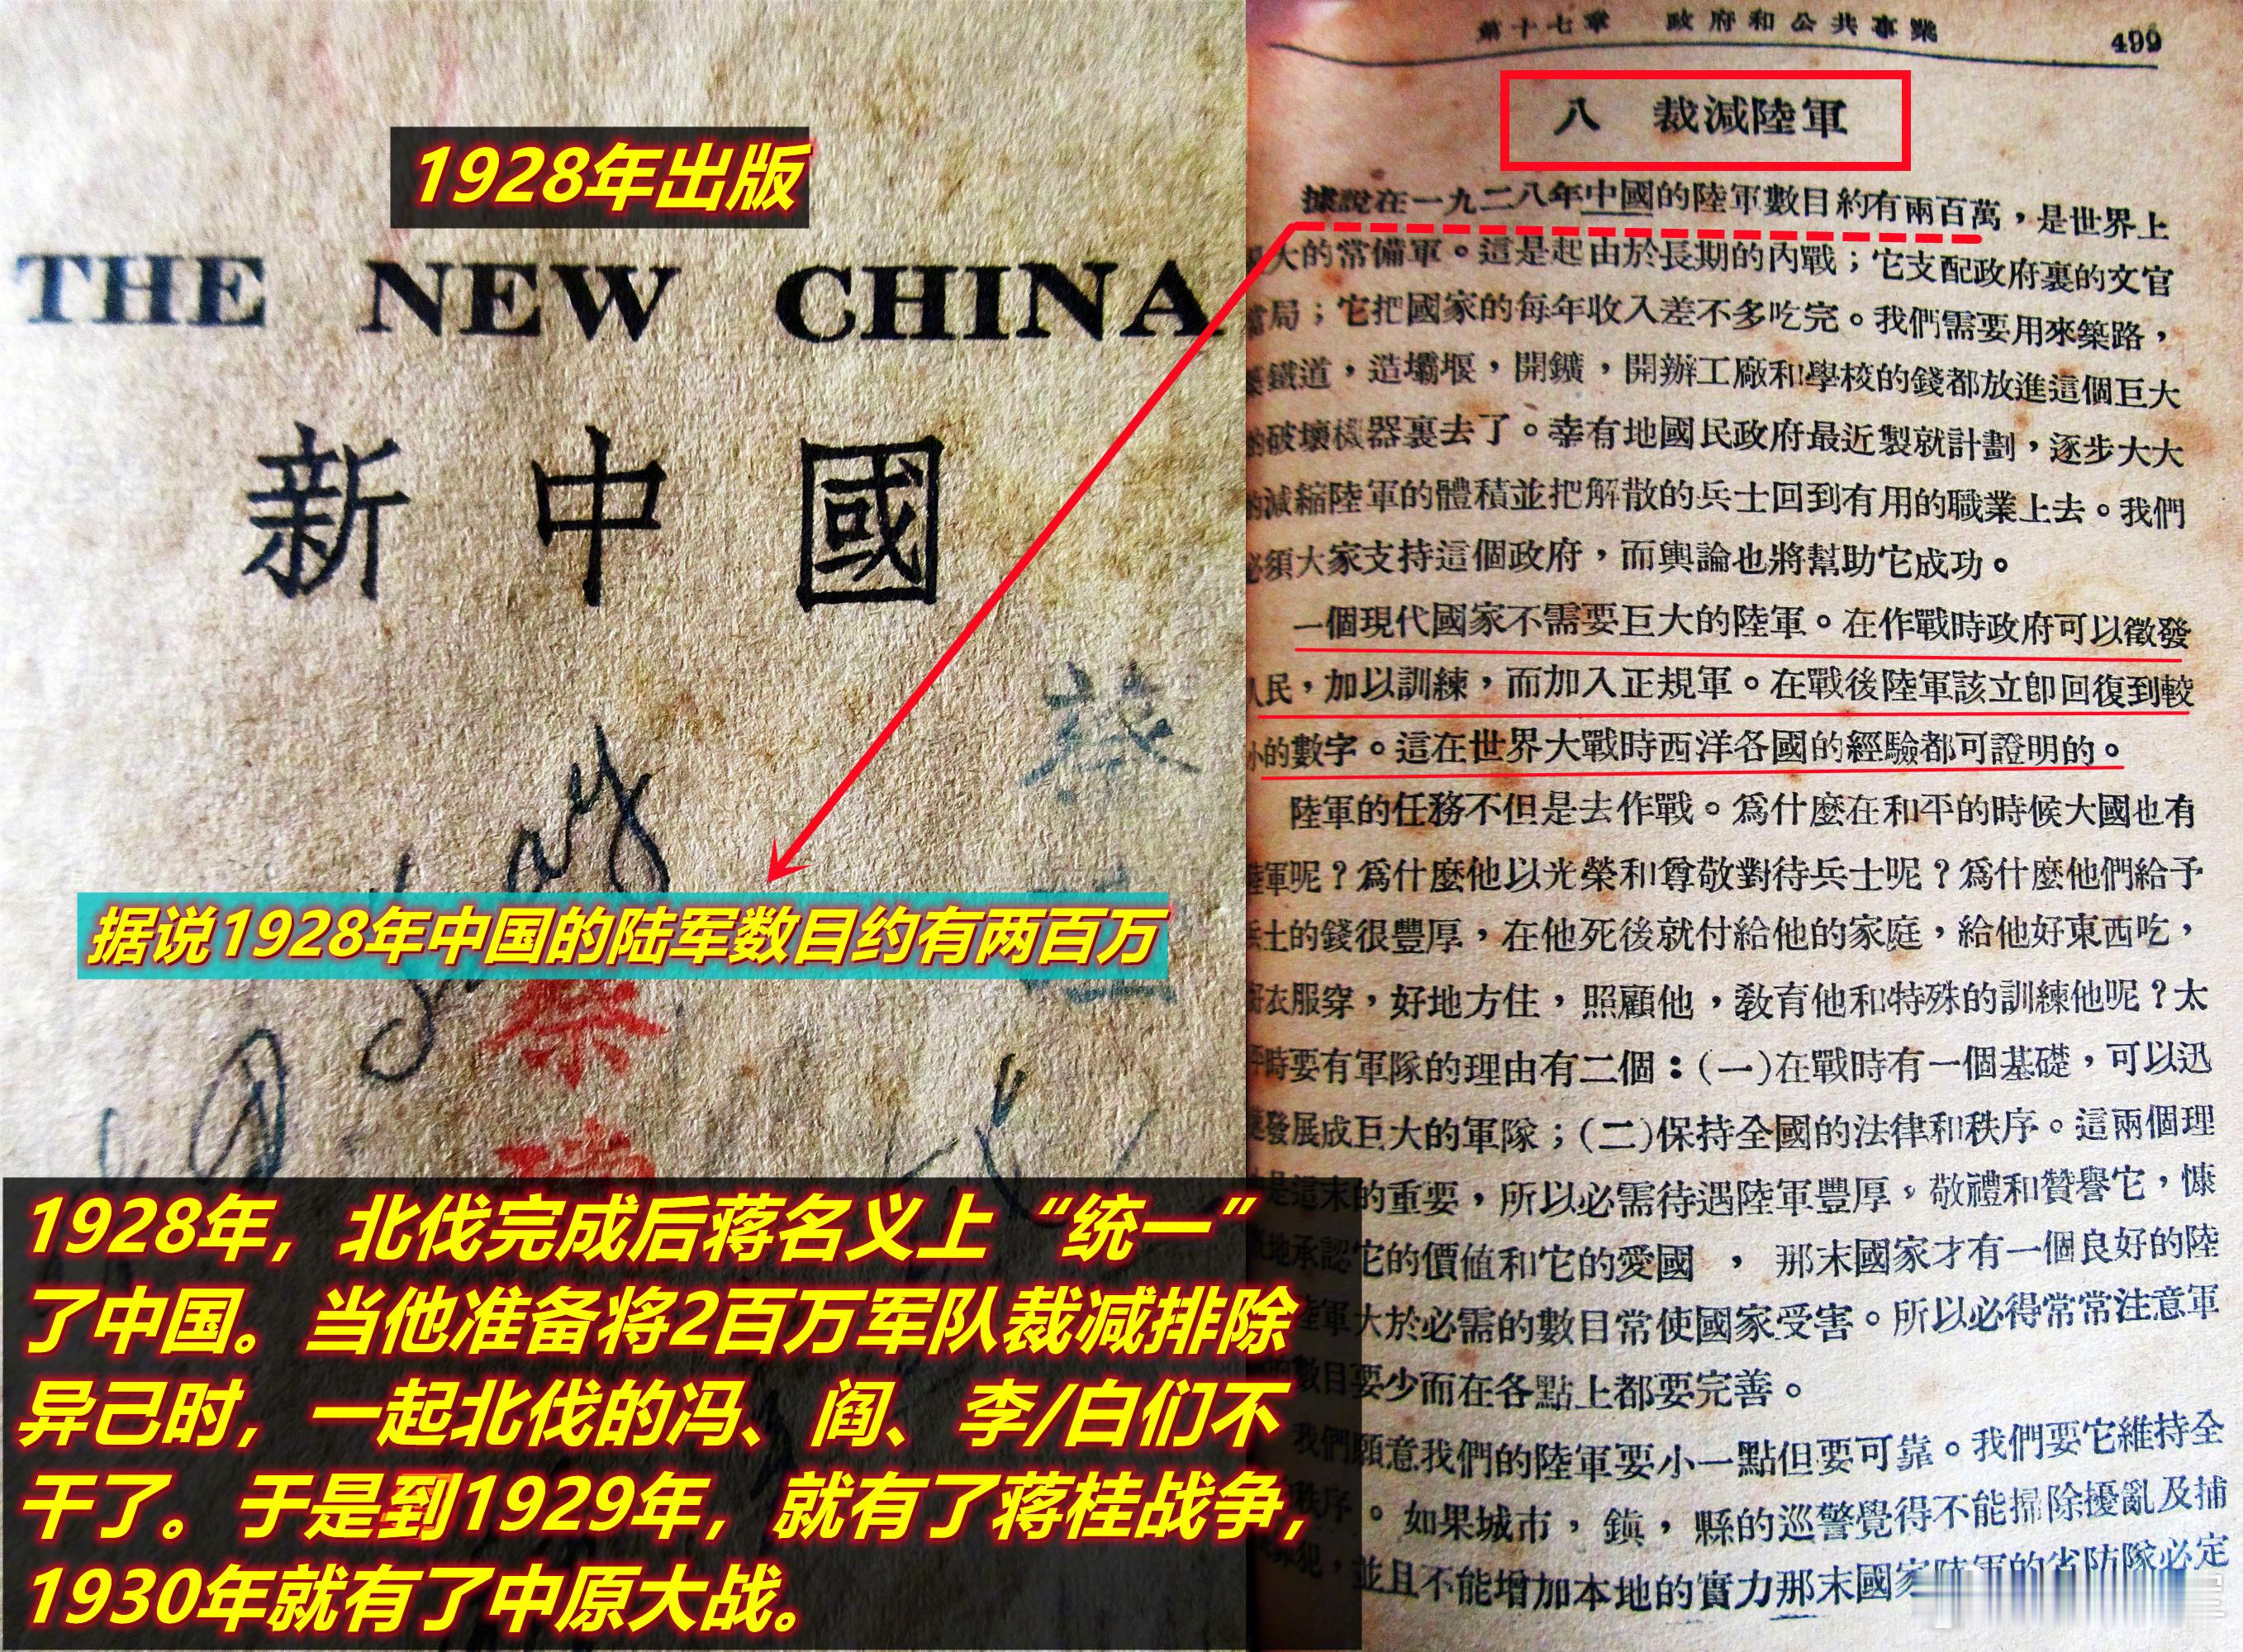 1928年出版
THE NEW CHINA
新中國
蔡
据说1928年中国的陆军数目约有两百万
蔡
1928年，北伐完成后蒋名义上“统一”
了中国。当他准备将2百万军队裁减排除
异己时，一起北伐的冯、阎、李/白们不
干了。于是到1929年，就有了蒋桂战争，
1930年就有了中原大战。
第十七章 政府和公共事業 499
八 裁減陸軍
據說在一九二八年中國的陸軍數目約有兩百萬，是世界上
大的常備軍。這是起由於長期的內戰；它支配政府裏的文官
當局；它把國家的每年收入差不多吃完。我們需要用來築路，
鐵道，造壩堰，開鑛，開辦工廠和學校的錢都放進這個巨大
的破壞機器裏去了。幸有地國民政府最近製就計劃，逐步大大
的減縮陸軍的體積並把解散的兵士回到有用的職業上去。我們
必須大家支持這個政府，而輿論也將幫助它成功。
一個現代國家不需要巨大的陸軍。在作戰時政府可以徵發
人民，加以訓練，而加入正規軍。在戰後陸軍該立卽回復到較
小的數字。這在世界大戰時西洋各國的經驗都可證明的。
陸軍的任務不但是去作戰。爲什麼在和平的時候大國也有
陸軍呢？爲什麼他以光榮和尊敬對待兵士呢？爲什麼他們給予
兵士的錢很豐厚，在他死後就付給他的家庭，給他好東西吃，
好衣服穿，好地方住，照顧他，教育他和特殊的訓練他呢？太
平時要有軍隊的理由有二個：(一)在戰時有一個基礎，可以迅
速發展成巨大的軍隊；(二)保持全國的法律和秩序。這兩個理
是這末的重要，所以必需待遇陸軍豐厚，敬禮和贊譽它，慷
地承認它的價值和它的愛國，那末國家才有一個良好的陸
陸軍大於必需的數目常使國家受害。所以必得常常注意軍
數目要少而在各點上都要完善。
我們願意我們的陸軍要小一點但要可靠。我們要它維持全
秩序。如果城市，鎭，縣的巡警覺得不能掃除擾亂及捕
犯，並且不能增加本地的實力那末國家陸軍的省防隊必定